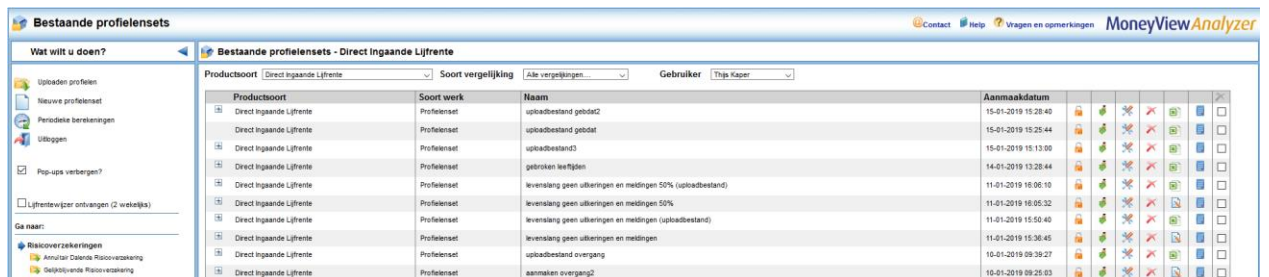 Bestaande profielensets
Contact Help Vragen en opmerkingen MoneyViewAnalyzer
Wat wilt u doen?
Bestaande profielensets - Direct Ingaande Lijfrente
Uploaden profielen
Nieuwe profielenset
Periodieke berekeningen
Uitloggen
Pop-ups verbergen?
Lijfrentewijzer ontvangen (2 wekelijks)
Ga naar:
Risicoverzekeringen
Annuïtair Dalende Risicoverzekering
Gelijkblijvende Risicoverzekering
Productsoort Direct Ingaande Lijfrente Soort vergelijking Alle vergelijkingen.... Gebruiker Thijs Kaper
Productsoort Soort werk Naam Aanmaakdatum
Direct Ingaande Lijfrente Profielenset uploadbestand gebdat2 15-01-2019 15:28:40
Direct Ingaande Lijfrente Profielenset uploadbestand gebdat 15-01-2019 15:25:44
Direct Ingaande Lijfrente Profielenset uploadbestand3 15-01-2019 15:13:00
Direct Ingaande Lijfrente Profielenset gebroken leeftijden 14-01-2019 13:28:44
Direct Ingaande Lijfrente Profielenset levenslang geen uitkeringen en meldingen 50% (uploadbestand) 11-01-2019 16:06:10
Direct Ingaande Lijfrente Profielenset levenslang geen uitkeringen en meldingen 50% 11-01-2019 16:05:32
Direct Ingaande Lijfrente Profielenset levenslang geen uitkeringen en meldingen (uploadbestand) 11-01-2019 15:50:40
Direct Ingaande Lijfrente Profielenset levenslang geen uitkeringen en meldingen 11-01-2019 15:36:45
Direct Ingaande Lijfrente Profielenset uploadbestand overgang 10-01-2019 09:39:27
Direct Ingaande Lijfrente Profielenset aanmaken overgang2 10-01-2019 09:25:03